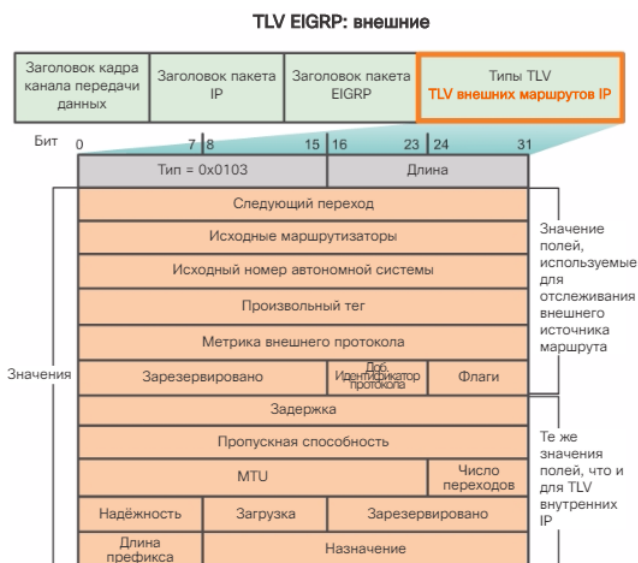 TLV EIGRP: внешние
Заголовок кадра
канала передачи
данных
Заголовок пакета
IP
Заголовок пакета
EIGRP
Типы TLV
TLV внешних маршрутов IP
Бит 0 7 8 15 16 23 24 31
Тип = 0x0103 Длина
Следующий переход
Исходные маршрутизаторы
Исходный номер автономной системы
Произвольный тег
Метрика внешнего протокола
Зарезервировано
Доб.
Идентификатор
протокола
Флаги
Значение
полей,
используемые
для
отслеживания
внешнего
источника
маршрута
Значения
Задержка
Пропускная способность
MTU
Число
переходов
Надёжность Загрузка Зарезервировано
Длина
префикса
Назначение
Те же
значения
полей, что и
для TLV
внутренних
IP